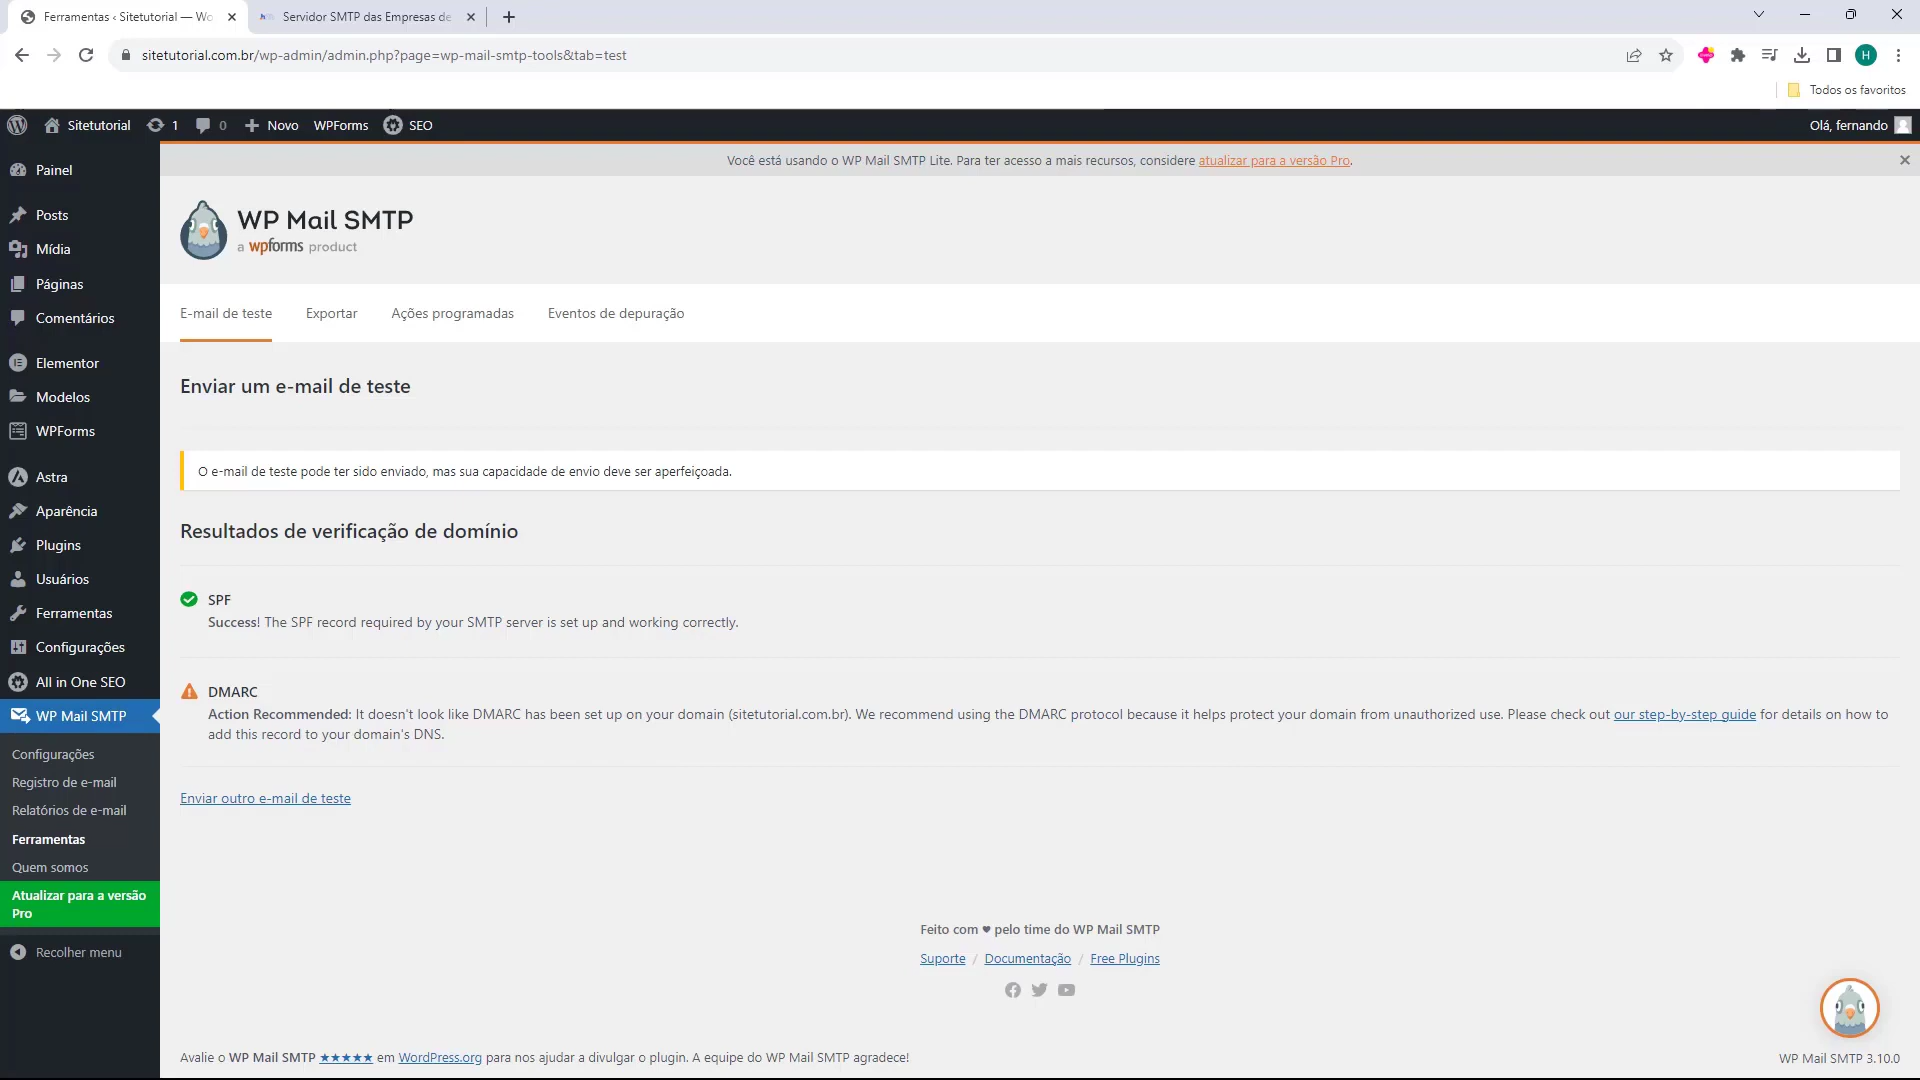 Ferramentas ‹ Sitetutorial — Wo
Servidor SMTP das Empresas de
sitetutorial.com.br/wp-admin/admin.php?page=wp-mail-smtp-tools&tab=test
H
Todos os favoritos
Sitetutorial
1
0
Novo
WPForms
SEO
Olá, fernando
Você está usando o WP Mail SMTP Lite. Para ter acesso a mais recursos, considere atualizar para a versão Pro.
Painel
Posts
Mídia
Páginas
Comentários
Elementor
Modelos
WPForms
Astra
Aparência
Plugins
Usuários
Ferramentas
Configurações
All in One SEO
WP Mail SMTP
Configurações
Registro de e-mail
Relatórios de e-mail
Ferramentas
Quem somos
Atualizar para a versão
Pro
Recolher menu
WP Mail SMTP
a wpforms product
E-mail de teste
Exportar
Ações programadas
Eventos de depuração
Enviar um e-mail de teste
O e-mail de teste pode ter sido enviado, mas sua capacidade de envio deve ser aperfeiçoada.
Resultados de verificação de domínio
SPF
Success! The SPF record required by your SMTP server is set up and working correctly.
DMARC
Action Recommended: It doesn't look like DMARC has been set up on your domain (sitetutorial.com.br). We recommend using the DMARC protocol because it helps protect your domain from unauthorized use. Please check out our step-by-step guide for details on how to
add this record to your domain's DNS.
Enviar outro e-mail de teste
Feito com ♥ pelo time do WP Mail SMTP
Suporte / Documentação / Free Plugins
Avalie o WP Mail SMTP ★★★★★ em WordPress.org para nos ajudar a divulgar o plugin. A equipe do WP Mail SMTP agradece!
WP Mail SMTP 3.10.0